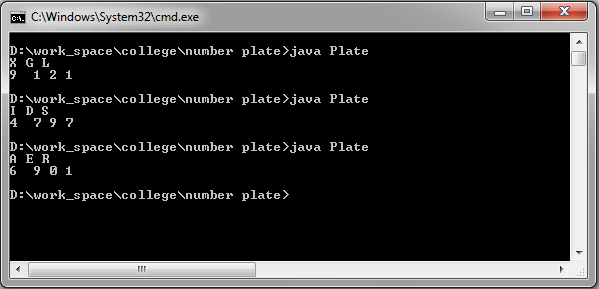 C:\Windows\System32\cmd.exe
D:\work_space\college\number plate>java Plate
X G L
9  1 2 1
D:\work_space\college\number plate>java Plate
I D S
4  7 9 7
D:\work_space\college\number plate>java Plate
A E R
6  9 0 1
D:\work_space\college\number plate>